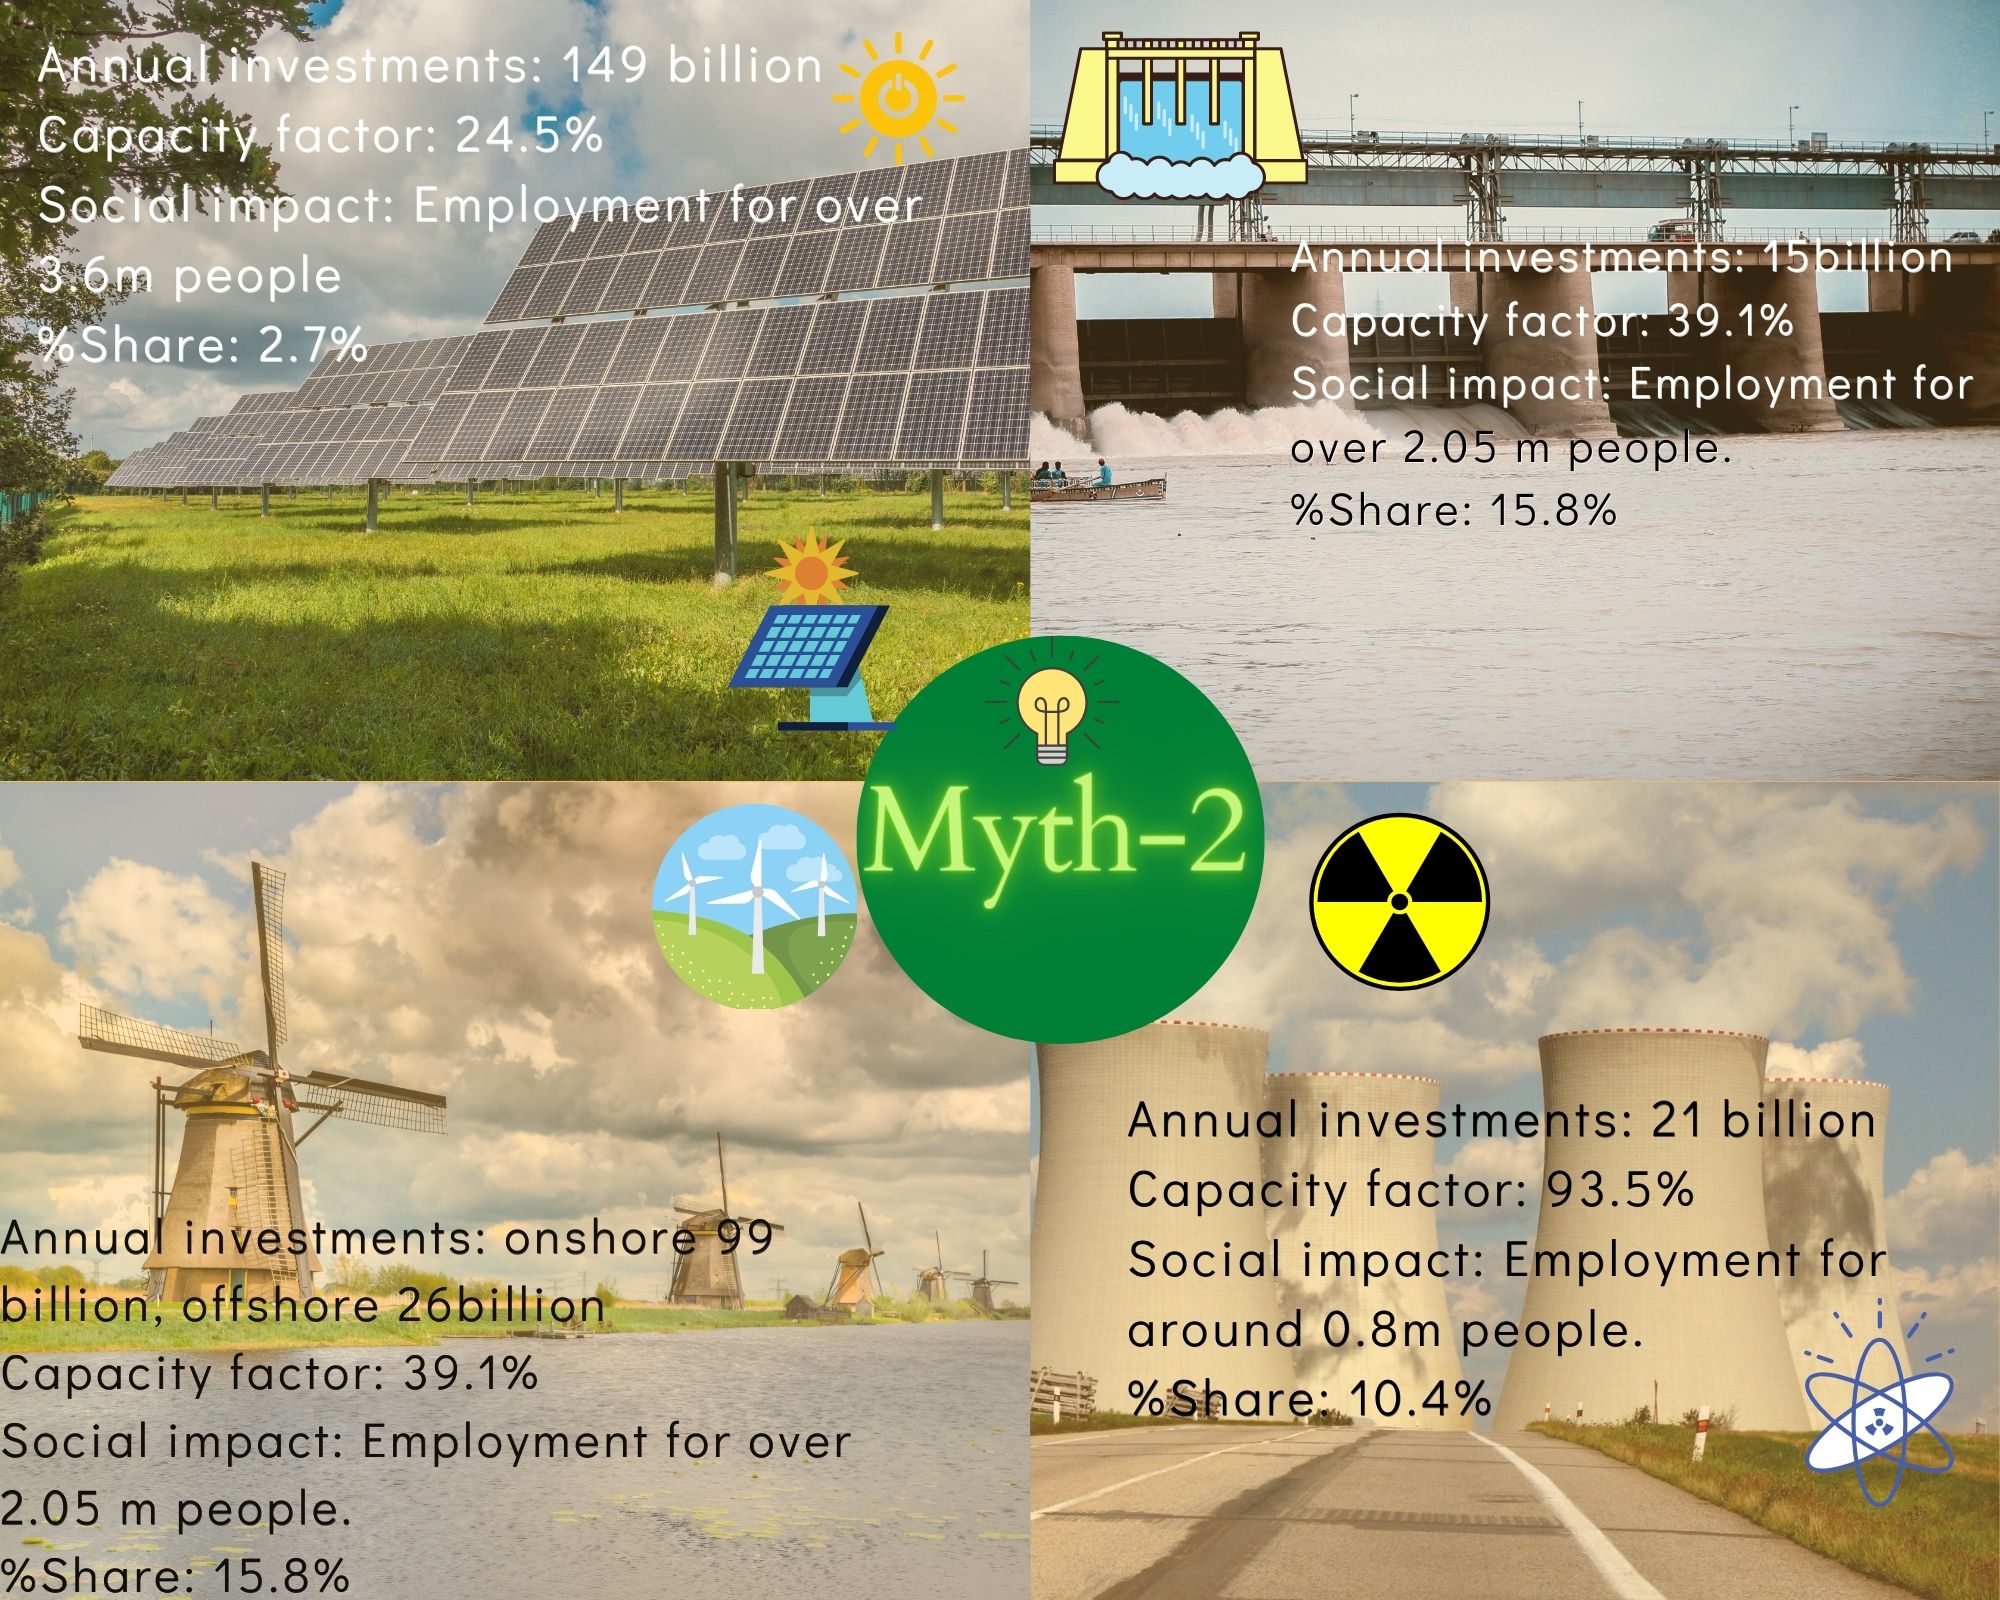 Annual investments: 149 billion
Capacity factor: 24.5%
Social impact: Employment for over
3.6m people
%Share: 2.7%
Annual investments: 15billion
Capacity factor: 39.1%
Social impact: Employment for
over 2.05 m people.
%Share: 15.8%
Myth-2
Annual investments: onshore 99
billion, offshore 26billion
Capacity factor: 39.1%
Social impact: Employment for over
2.05 m people.
%Share: 15.8%
Annual investments: 21 billion
Capacity factor: 93.5%
Social impact: Employment for
around 0.8m people.
%Share: 10.4%